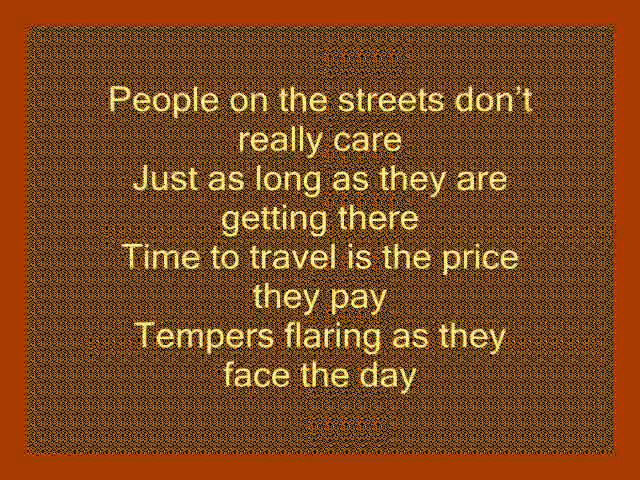 People on the streets don’t
really care
Just as long as they are
getting there
Time to travel is the price
they pay
Tempers flaring as they
face the day